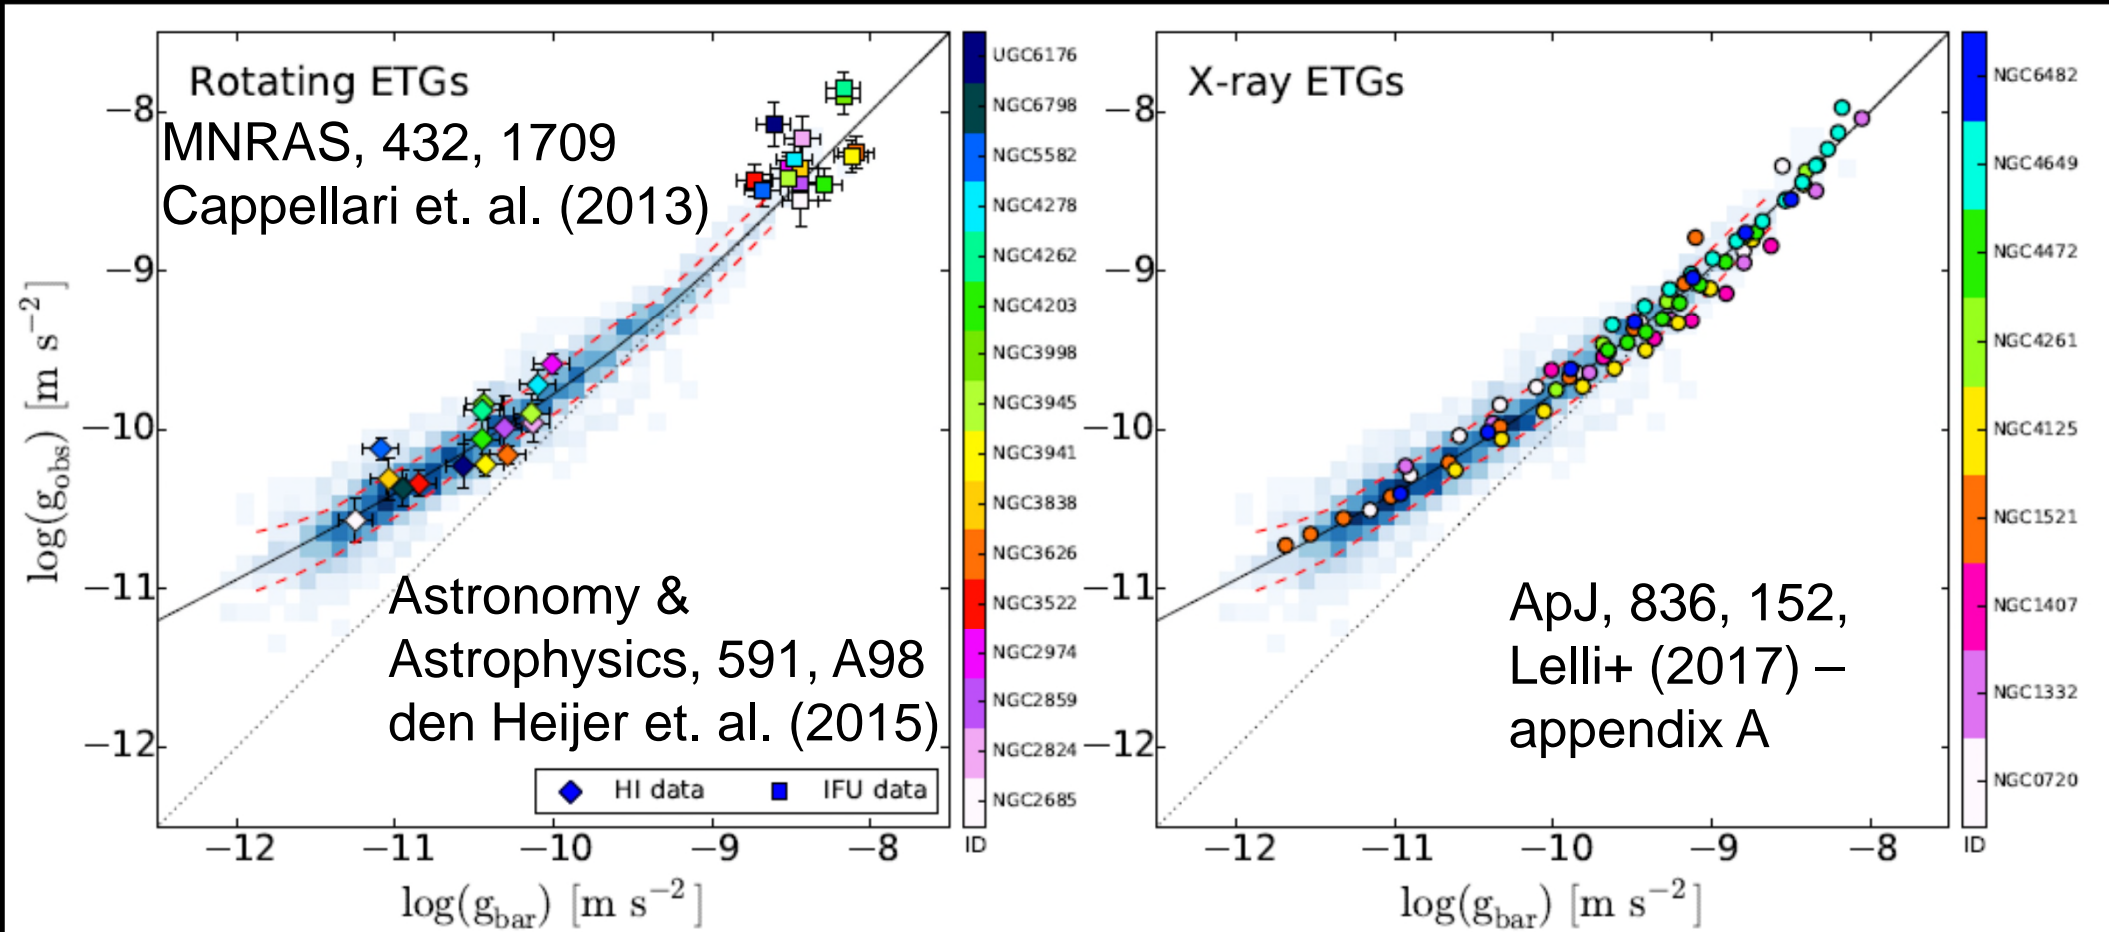 Rotating ETGs
MNRAS, 432, 1709
Cappellari et. al. (2013)
Astronomy &
Astrophysics, 591, A98
den Heijer et. al. (2015)
HI data
IFU data
−8
−9
−10
−11
−12
log(g_obs) [m s⁻²]
−12
−11
−10
−9
−8
log(g_bar) [m s⁻²]
UGC6176
NGC6798
NGC5582
NGC4278
NGC4262
NGC4203
NGC3998
NGC3945
NGC3941
NGC3838
NGC3626
NGC3522
NGC2974
NGC2859
NGC2824
NGC2685
ID
X-ray ETGs
ApJ, 836, 152,
Lelli+ (2017) –
appendix A
−8
−9
−10
−11
−12
−12
−11
−10
−9
−8
log(g_bar) [m s⁻²]
NGC6482
NGC4649
NGC4472
NGC4261
NGC4125
NGC1521
NGC1407
NGC1332
NGC0720
ID